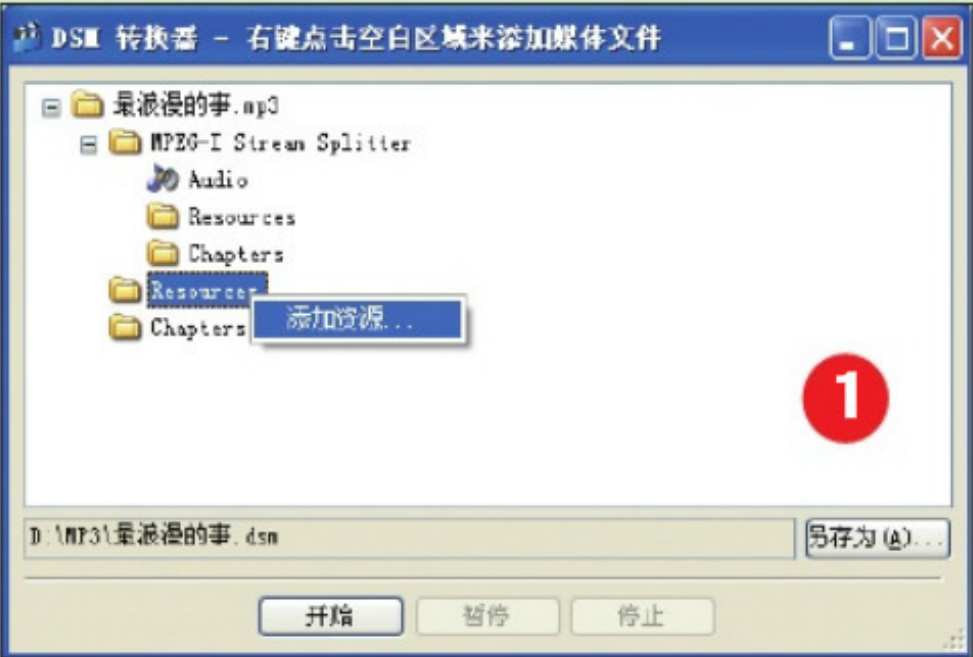 DSM 转换器 - 右键点击空白区域来添加媒体文件
最浪漫的事.mp3
MPEG-I Stream Splitter
Audio
Resources
Chapters
Resources
添加资源...
Chapters
1
D:\MP3\最浪漫的事.dsm
另存为(A)...
开始
暂停
停止